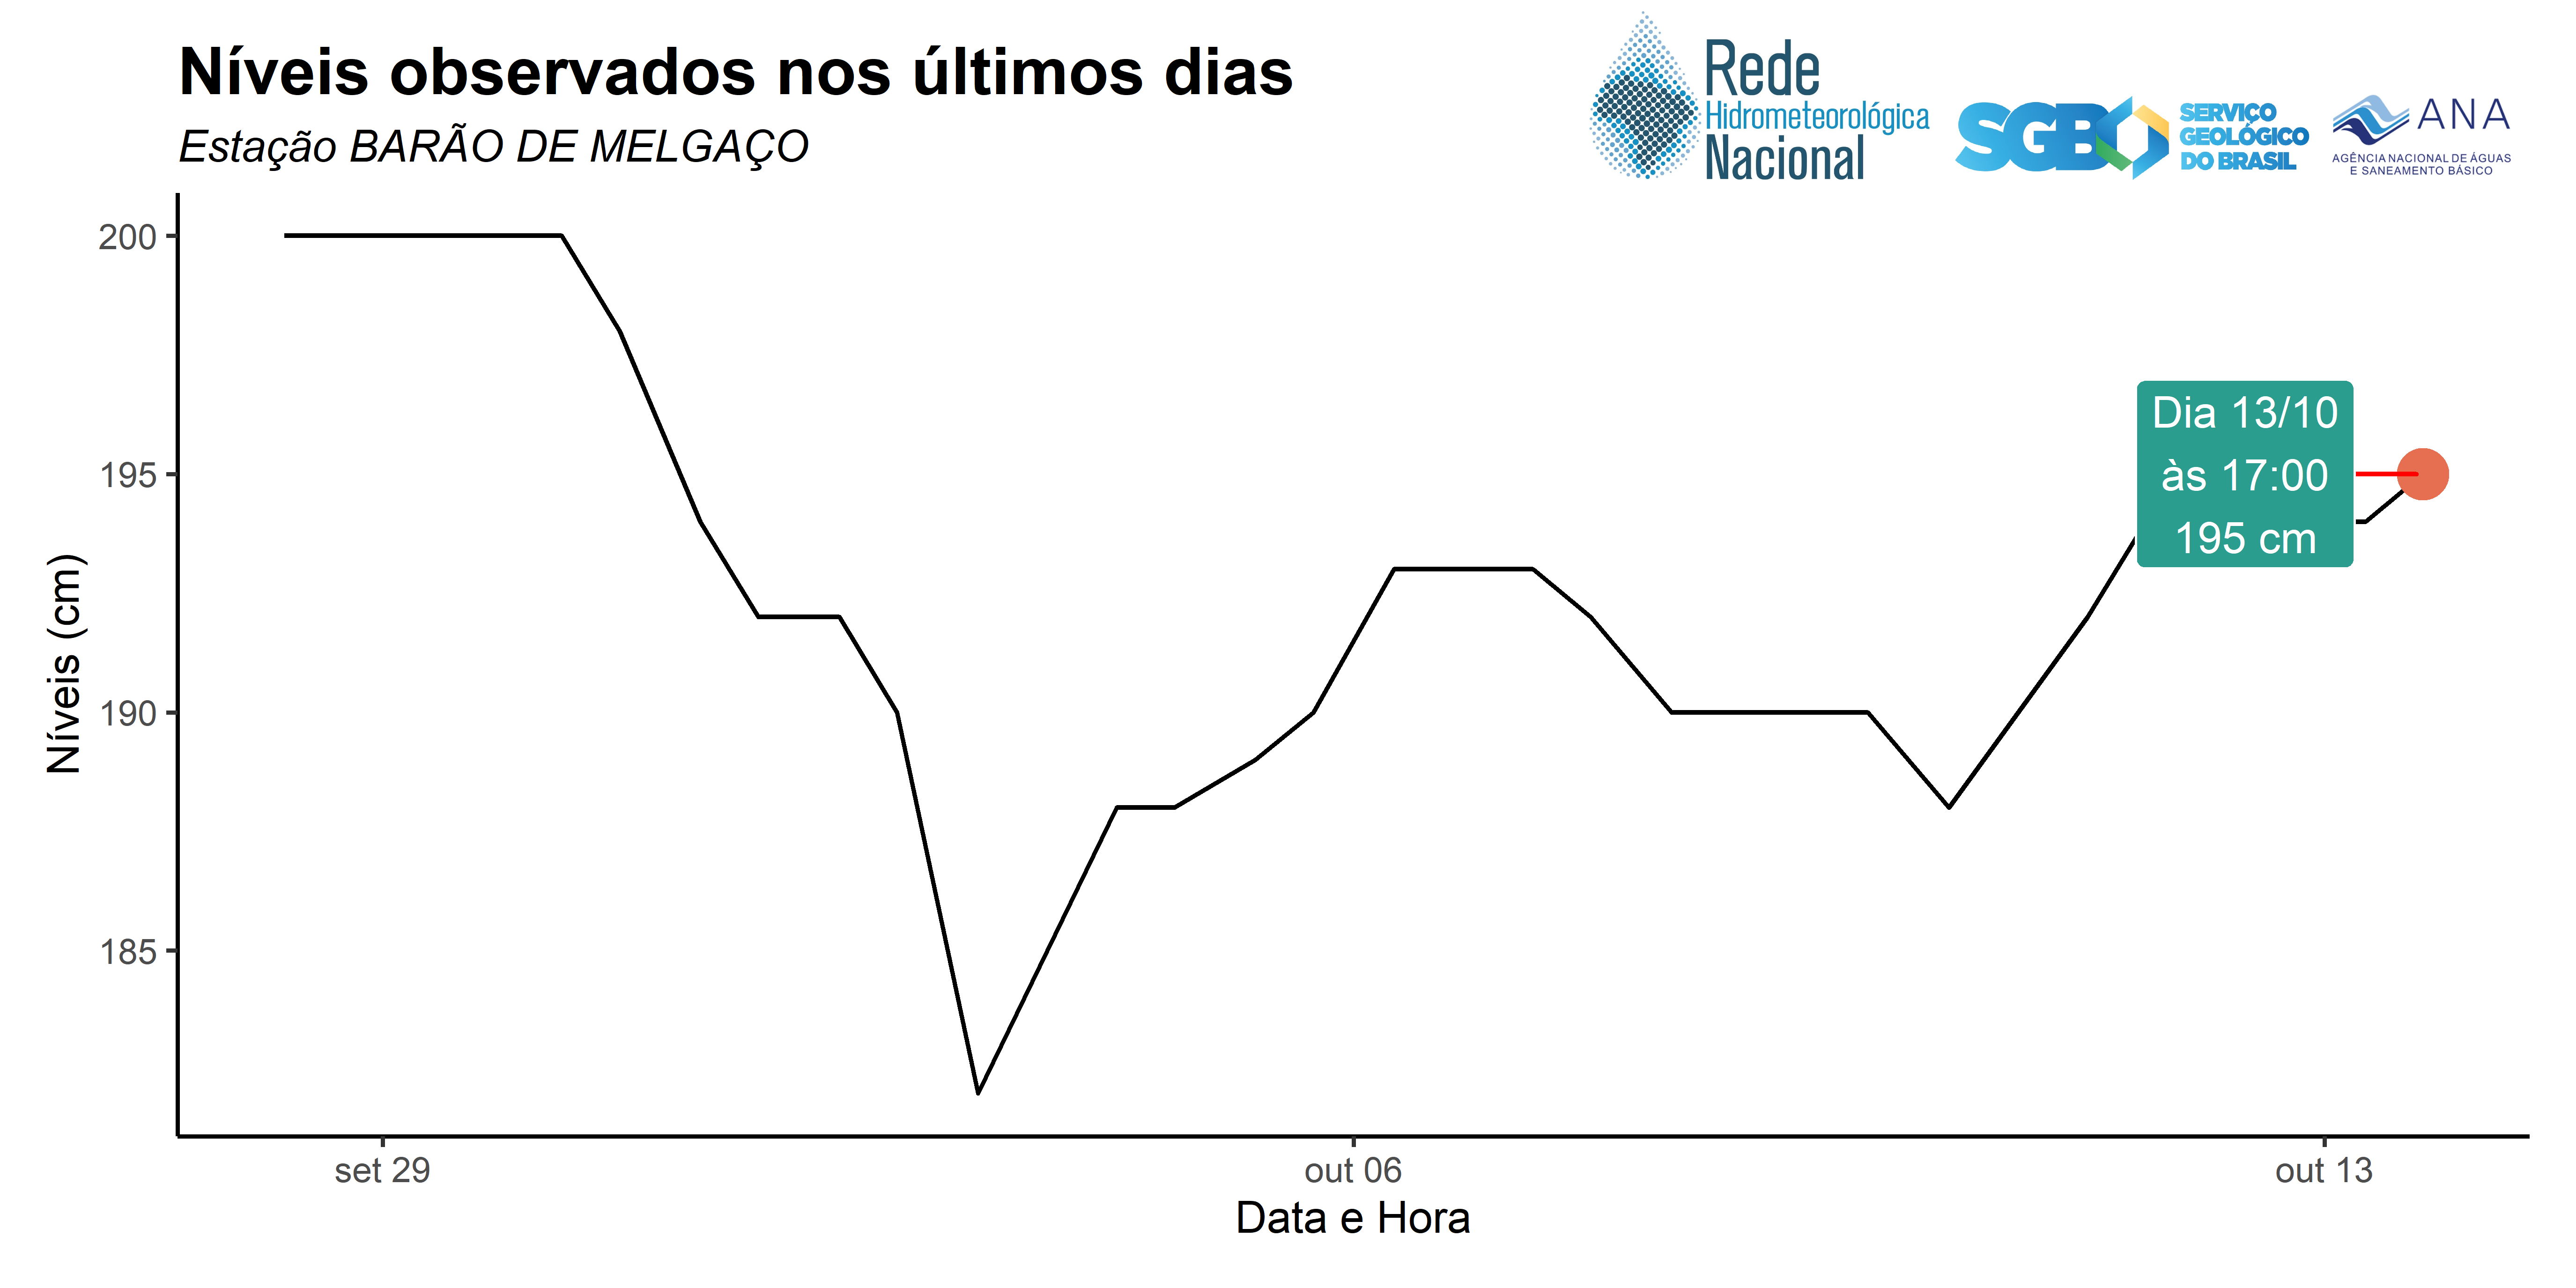 Níveis observados nos últimos dias
Estação BARÃO DE MELGAÇO
Rede
Hidrometeorológica
Nacional
SGB
SERVIÇO
GEOLÓGICO
DO BRASIL
ANA
AGÊNCIA NACIONAL DE ÁGUAS
E SANEAMENTO BÁSICO
200
195
190
185
Níveis (cm)
Dia 13/10
às 17:00
195 cm
set 29
out 06
out 13
Data e Hora